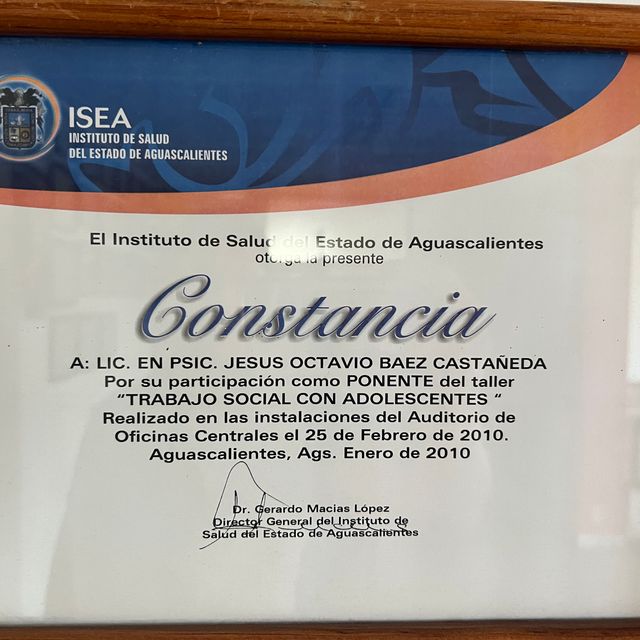 ISEA
INSTITUTO DE SALUD
DEL ESTADO DE AGUASCALIENTES
El Instituto de Salud del Estado de Aguascalientes
otorga la presente
Constancia
A: LIC. EN PSIC. JESUS OCTAVIO BAEZ CASTAÑEDA
Por su participación como PONENTE del taller
“TRABAJO SOCIAL CON ADOLESCENTES “
Realizado en las instalaciones del Auditorio de
Oficinas Centrales el 25 de Febrero de 2010.
Aguascalientes, Ags. Enero de 2010
Dr. Gerardo Macias López
Director General del Instituto de
Salud del Estado de Aguascalientes